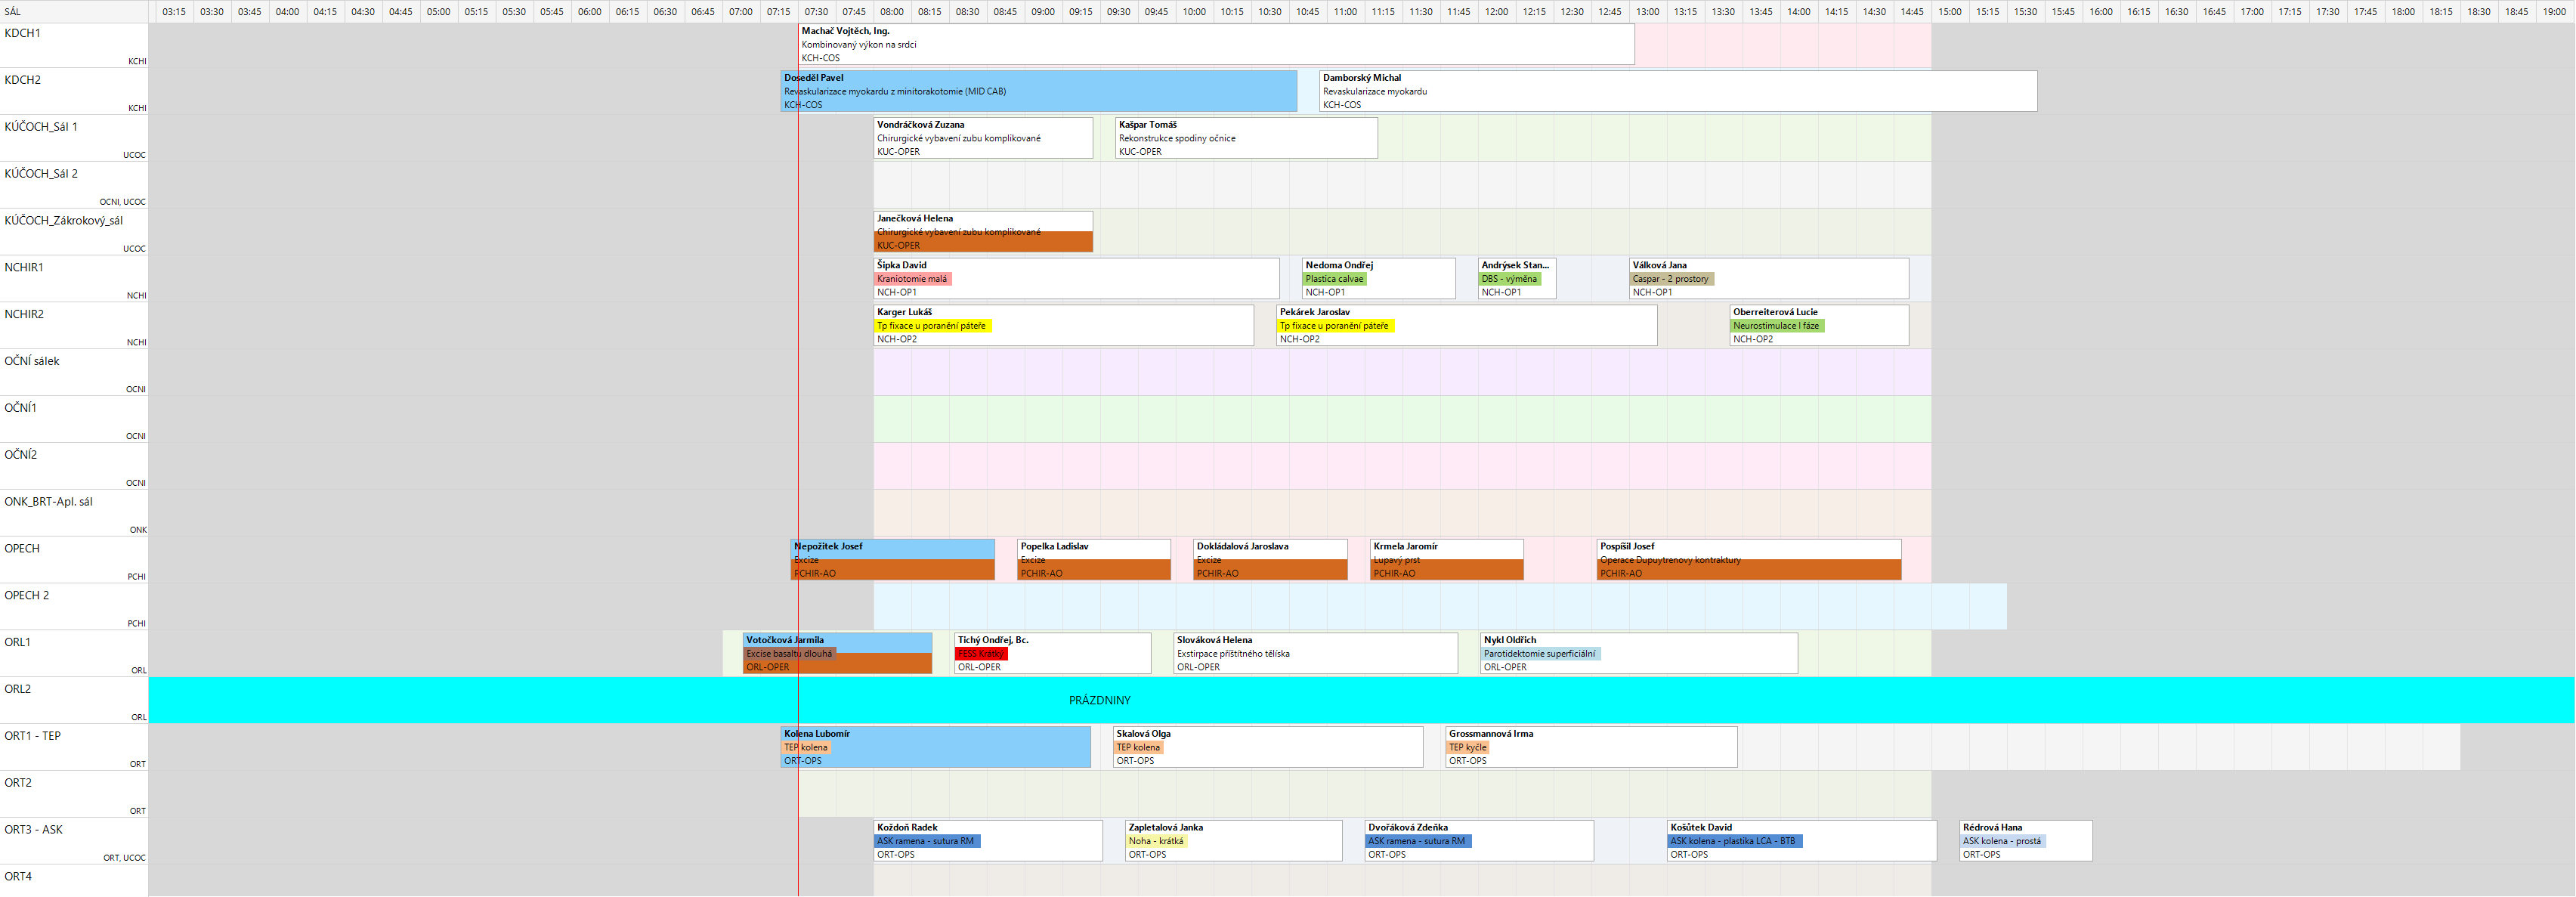 SÁL 03:15 03:30 03:45 04:00 04:15 04:30 04:45 05:00 05:15 05:30 05:45 06:00 06:15 06:30 06:45 07:00 07:15 07:30 07:45 08:00 08:15 08:30 08:45 09:00 09:15 09:30 09:45 10:00 10:15 10:30 10:45 11:00 11:15 11:30 11:45 12:00 12:15 12:30 12:45 13:00 13:15 13:30 13:45 14:00 14:15 14:30 14:45 15:00 15:15 15:30 15:45 16:00 16:15 16:30 16:45 17:00 17:15 17:30 17:45 18:00 18:15 18:30 18:45 19:00
KDCH1
KCHI
Machač Vojtěch, Ing.
Kombinovaný výkon na srdci
KCH-COS
KDCH2
KCHI
Doseděl Pavel
Revaskularizace myokardu z minitorakotomie (MID CAB)
KCH-COS
Damborský Michal
Revaskularizace myokardu
KCH-COS
KÚČOCH_Sál 1
UCOC
Vondráčková Zuzana
Chirurgické vybavení zubu komplikované
KUC-OPER
Kašpar Tomáš
Rekonstrukce spodiny očnice
KUC-OPER
KÚČOCH_Sál 2
OCNI, UCOC
KÚČOCH_Zákrokový_sál
UCOC
Janečková Helena
Chirurgické vybavení zubu komplikované
KUC-OPER
NCHIR1
NCHI
Šipka David
Kraniotomie malá
NCH-OP1
Nedoma Ondřej
Plastica calvae
NCH-OP1
Andrýsek Stan...
DBS - výměna
NCH-OP1
Válková Jana
Caspar - 2 prostory
NCH-OP1
NCHIR2
NCHI
Karger Lukáš
Tp fixace u poranění páteře
NCH-OP2
Pekárek Jaroslav
Tp fixace u poranění páteře
NCH-OP2
Oberreiterová Lucie
Neurostimulace I fáze
NCH-OP2
OČNÍ sálek
OCNI
OČNÍ1
OCNI
OČNÍ2
OCNI
ONK_BRT-Apl. sál
ONK
OPECH
PCHI
Nepožitek Josef
Excize
PCHIR-AO
Popelka Ladislav
Excize
PCHIR-AO
Dokládalová Jaroslava
Excize
PCHIR-AO
Krmela Jaromír
Lupavý prst
PCHIR-AO
Pospíšil Josef
Operace Dupuytrenovy kontraktury
PCHIR-AO
OPECH 2
PCHI
ORL1
ORL
Votočková Jarmila
Excise basaltu dlouhá
ORL-OPER
Tichý Ondřej, Bc.
FESS Krátký
ORL-OPER
Slováková Helena
Exstirpace příštítného tělíska
ORL-OPER
Nykl Oldřich
Parotidektomie superficiální
ORL-OPER
ORL2
ORL
PRÁZDNINY
ORT1 - TEP
ORT
Kolena Lubomír
TEP kolena
ORT-OPS
Skalová Olga
TEP kolena
ORT-OPS
Grossmannová Irma
TEP kyčle
ORT-OPS
ORT2
ORT
ORT3 - ASK
ORT, UCOC
Koždoň Radek
ASK ramena - sutura RM
ORT-OPS
Zapletalová Janka
Noha - krátká
ORT-OPS
Dvořáková Zdeňka
ASK ramena - sutura RM
ORT-OPS
Košůtek David
ASK kolena - plastika LCA - BTB
ORT-OPS
Rédrová Hana
ASK kolena - prostá
ORT-OPS
ORT4